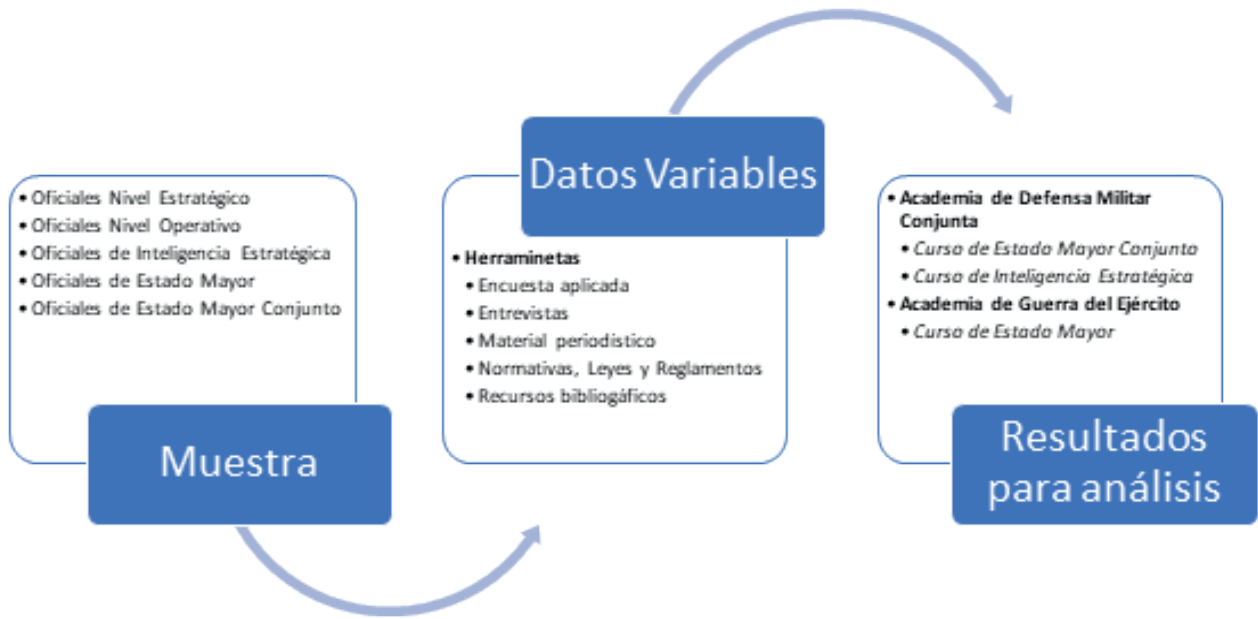 • Oficiales Nivel Estratégico
• Oficiales Nivel Operativo
• Oficiales de Inteligencia Estratégica
• Oficiales de Estado Mayor
• Oficiales de Estado Mayor Conjunto
Muestra
Datos Variables
• Herraminetas
• Encuesta aplicada
• Entrevistas
• Material periodístico
• Normativas, Leyes y Reglamentos
• Recursos bibliogáficos
• Academia de Defensa Militar
Conjunta
• Curso de Estado Mayor Conjunto
• Curso de Inteligencia Estratégica
• Academia de Guerra del Ejército
• Curso de Estado Mayor
Resultados
para análisis